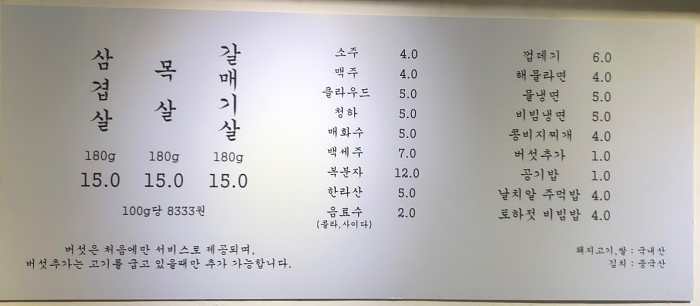 삼겹살
목살
갈매기살
180g 180g 180g
15.0 15.0 15.0
100g당 8333원
버섯은 처음에만 서비스로 제공되며,
버섯추가는 고기를 굽고 있을때만 추가 가능합니다.
소주 4.0
맥주 4.0
클라우드 5.0
청하 5.0
매화수 5.0
백세주 7.0
복분자 12.0
한라산 5.0
음료수 2.0
(콜라,사이다)
껍데기 6.0
해물라면 4.0
물냉면 5.0
비빔냉면 5.0
콩비지찌개 4.0
버섯추가 1.0
공기밥 1.0
날치알 주먹밥 4.0
토하젓 비빔밥 4.0
돼지고기,쌀 : 국내산
김치 : 중국산